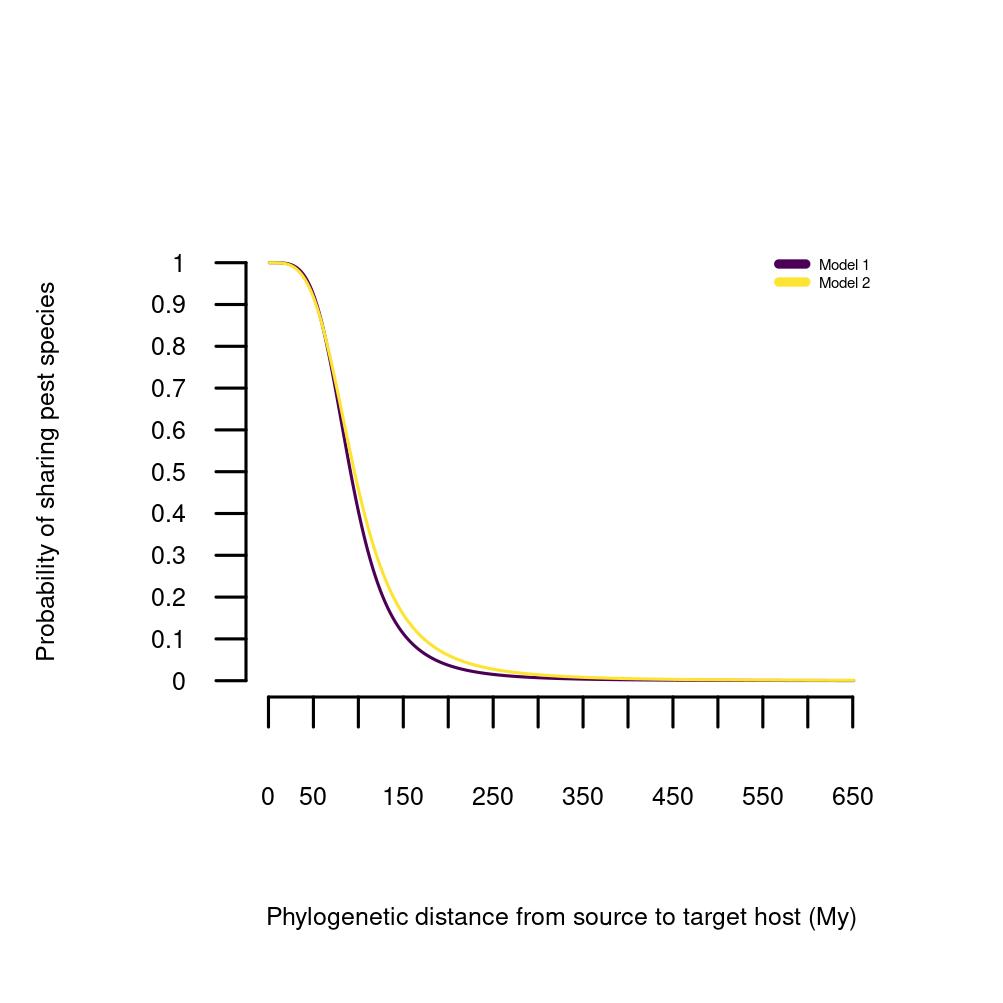 Model 1
Model 2
Probability of sharing pest species
1
0.9
0.8
0.7
0.6
0.5
0.4
0.3
0.2
0.1
0
0 50 150 250 350 450 550 650
Phylogenetic distance from source to target host (My)